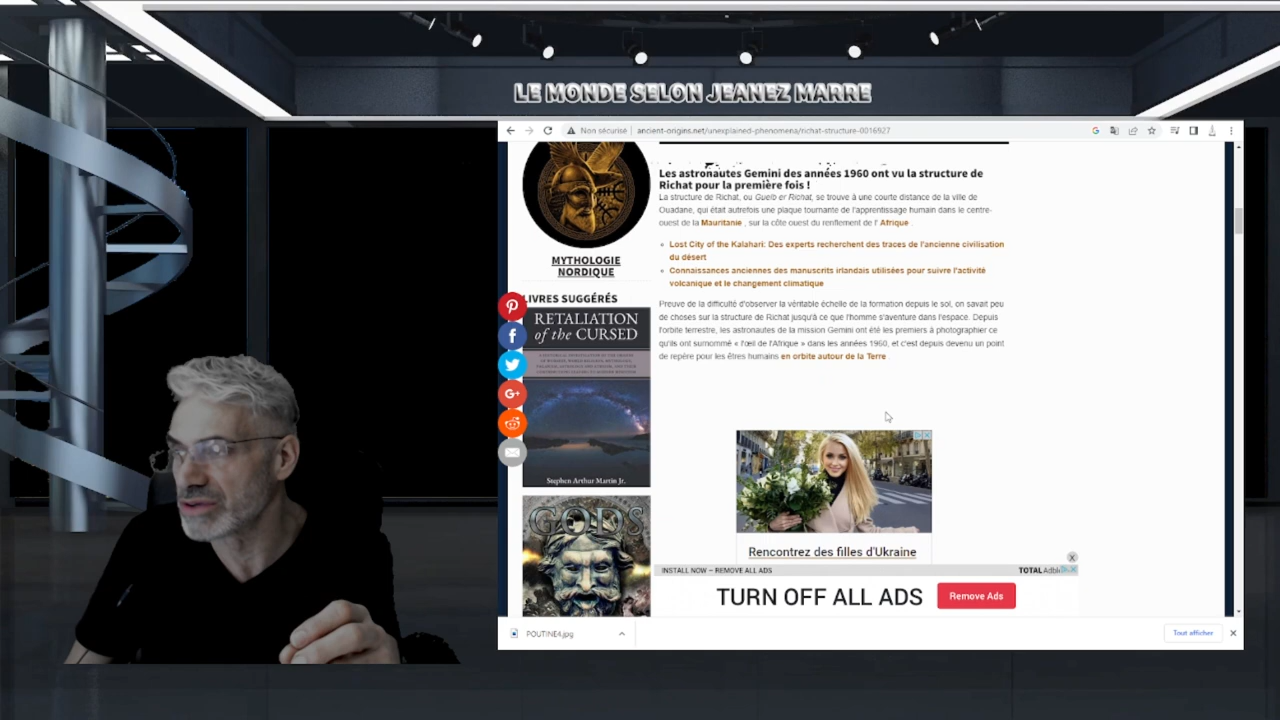 LE MONDE SELON JEANEZ MARRE
Non sécurisé
ancient-origins.net/unexplained-phenomena/richat-structure-0016927
Les astronautes Gemini des années 1960 ont vu la structure de
Richat pour la première fois !
La structure de Richat, ou Guelb er Richat, se trouve à une courte distance de la ville de
Ouadane, qui était autrefois une plaque tournante de l'apprentissage humain dans le centre-
ouest de la Mauritanie , sur la côte ouest du renflement de l' Afrique .
Lost City of the Kalahari: Des experts recherchent des traces de l'ancienne civilisation
du désert
Connaissances anciennes des manuscrits irlandais utilisées pour suivre l'activité
volcanique et le changement climatique
Preuve de la difficulté d'observer la véritable échelle de la formation depuis le sol, on savait peu
de choses sur la structure de Richat jusqu'à ce que l'homme s'aventure dans l'espace. Depuis
l'orbite terrestre, les astronautes de la mission Gemini ont été les premiers à photographier ce
qu'ils ont surnommé « l'œil de l'Afrique » dans les années 1960, et c'est depuis devenu un point
de repère pour les êtres humains en orbite autour de la Terre
MYTHOLOGIE
NORDIQUE
LIVRES SUGGÉRÉS
RETALIATION
of the CURSED
Stephen Arthur Martin Jr.
GODS
Rencontrez des filles d'Ukraine
INSTALL NOW – REMOVE ALL ADS
TOTAL Adbl
TURN OFF ALL ADS
Remove Ads
POUTINE4.jpg
Tout afficher